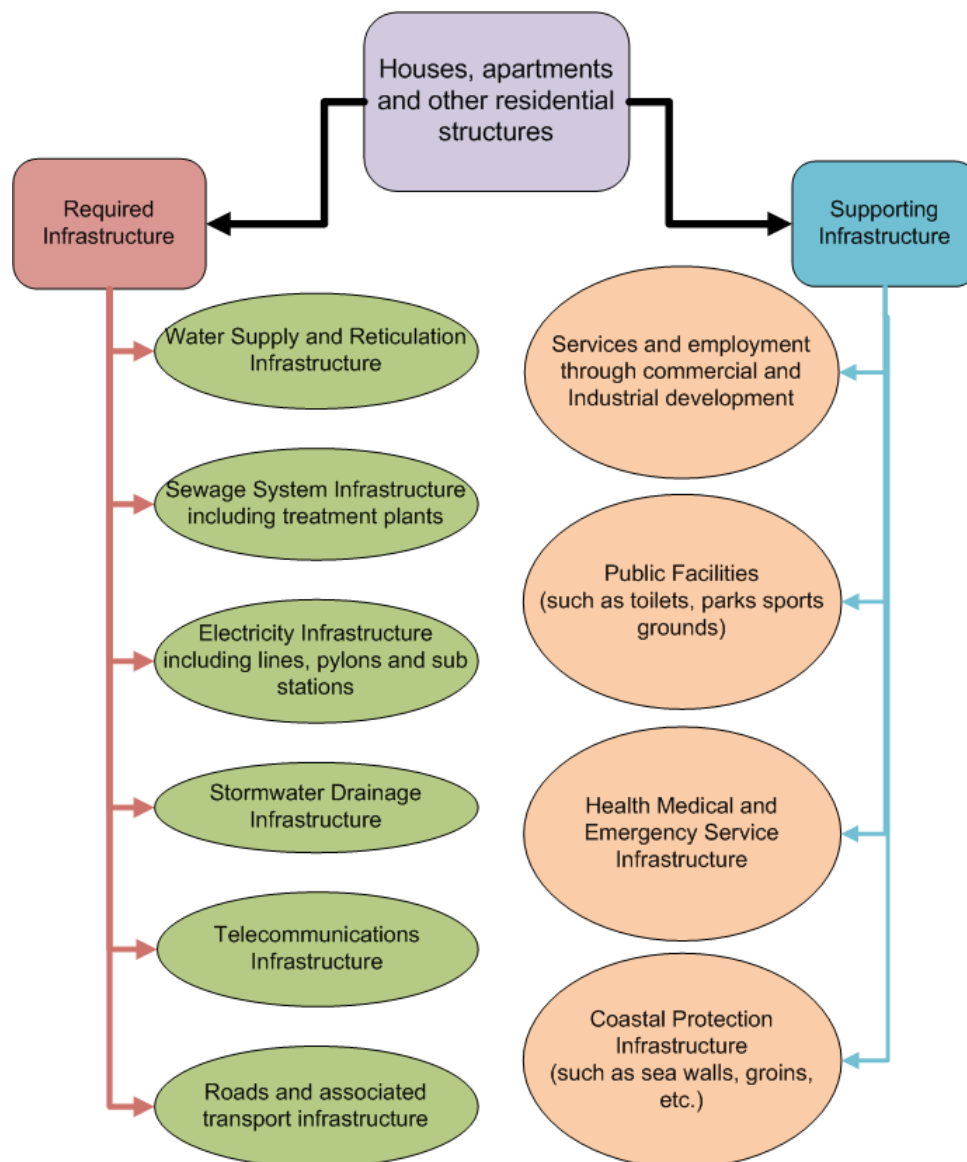 Houses, apartments
and other residential
structures
Required
Infrastructure
Supporting
Infrastructure
Water Supply and Reticulation
Infrastructure
Sewage System Infrastructure
including treatment plants
Electricity Infrastructure
including lines, pylons and sub
stations
Stormwater Drainage
Infrastructure
Telecommunications
Infrastructure
Roads and associated
transport infrastructure
Services and employment
through commercial and
Industrial development
Public Facilities
(such as toilets, parks sports
grounds)
Health Medical and
Emergency Service
Infrastructure
Coastal Protection
Infrastructure
(such as sea walls, groins,
etc.)